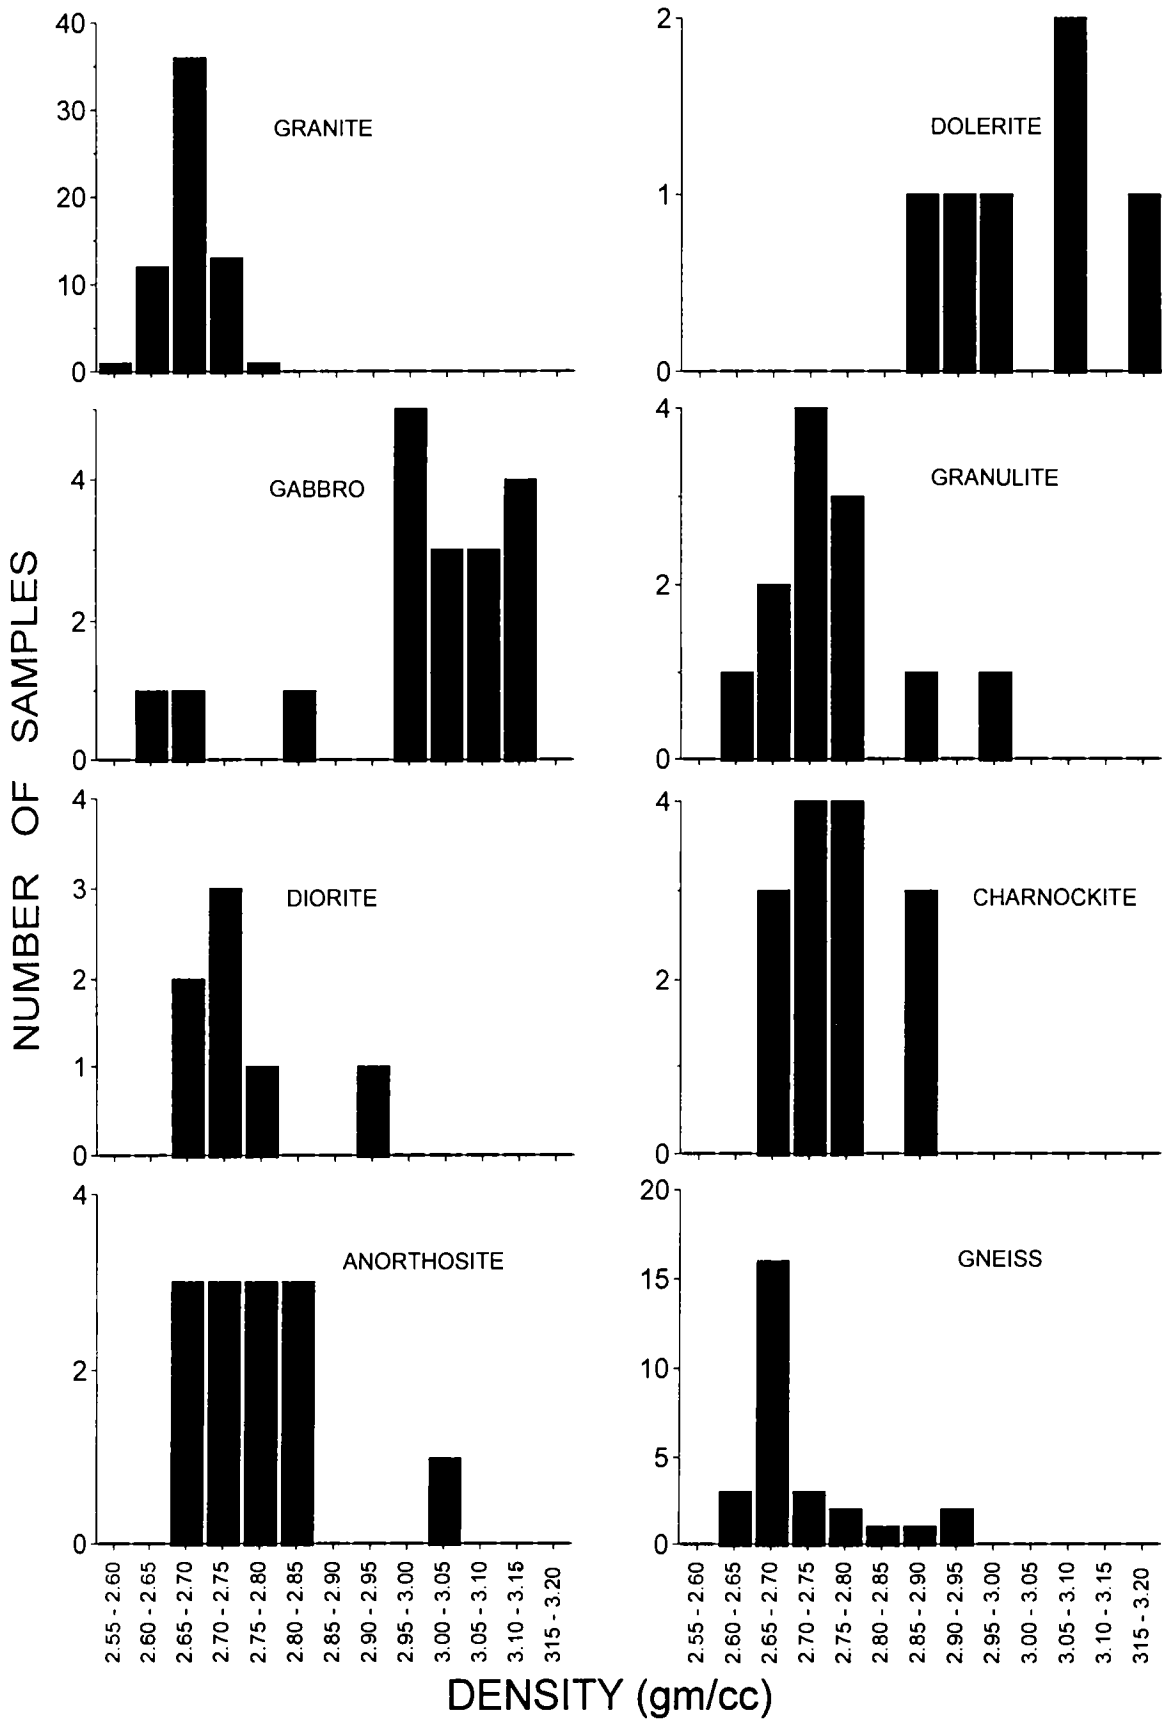 40
30
20
10
0
GRANITE
2
1
0
DOLERITE
4
2
0
GABBRO
4
2
0
GRANULITE
NUMBER OF SAMPLES
4
3
2
1
0
DIORITE
4
2
0
CHARNOCKITE
4
2
0
ANORTHOSITE
20
15
10
5
0
GNEISS
2.55 - 2.60
2.60 - 2.65
2.65 - 2.70
2.70 - 2.75
2.75 - 2.80
2.80 - 2.85
2.85 - 2.90
2.90 - 2.95
2.95 - 3.00
3.00 - 3.05
3.05 - 3.10
3.10 - 3.15
315 - 3.20
2.55 - 2.60
2.60 - 2.65
2.65 - 2.70
2.70 - 2.75
2.75 - 2.80
3.80 - 2.85
2.85 - 2.90
2.90 - 2.95
2.95 - 3.00
3.00 - 3.05
3.05 - 3.10
3.10 - 3.15
315 - 3.20
DENSITY (gm/cc)